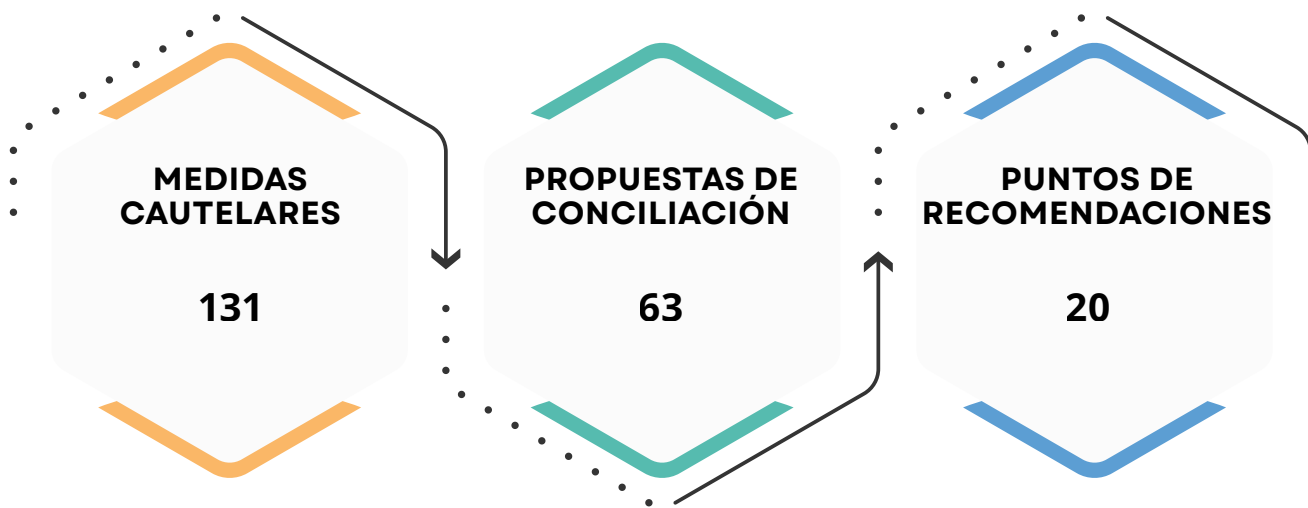 MEDIDAS
CAUTELARES
131
PROPUESTAS DE
CONCILIACIÓN
63
PUNTOS DE
RECOMENDACIONES
20